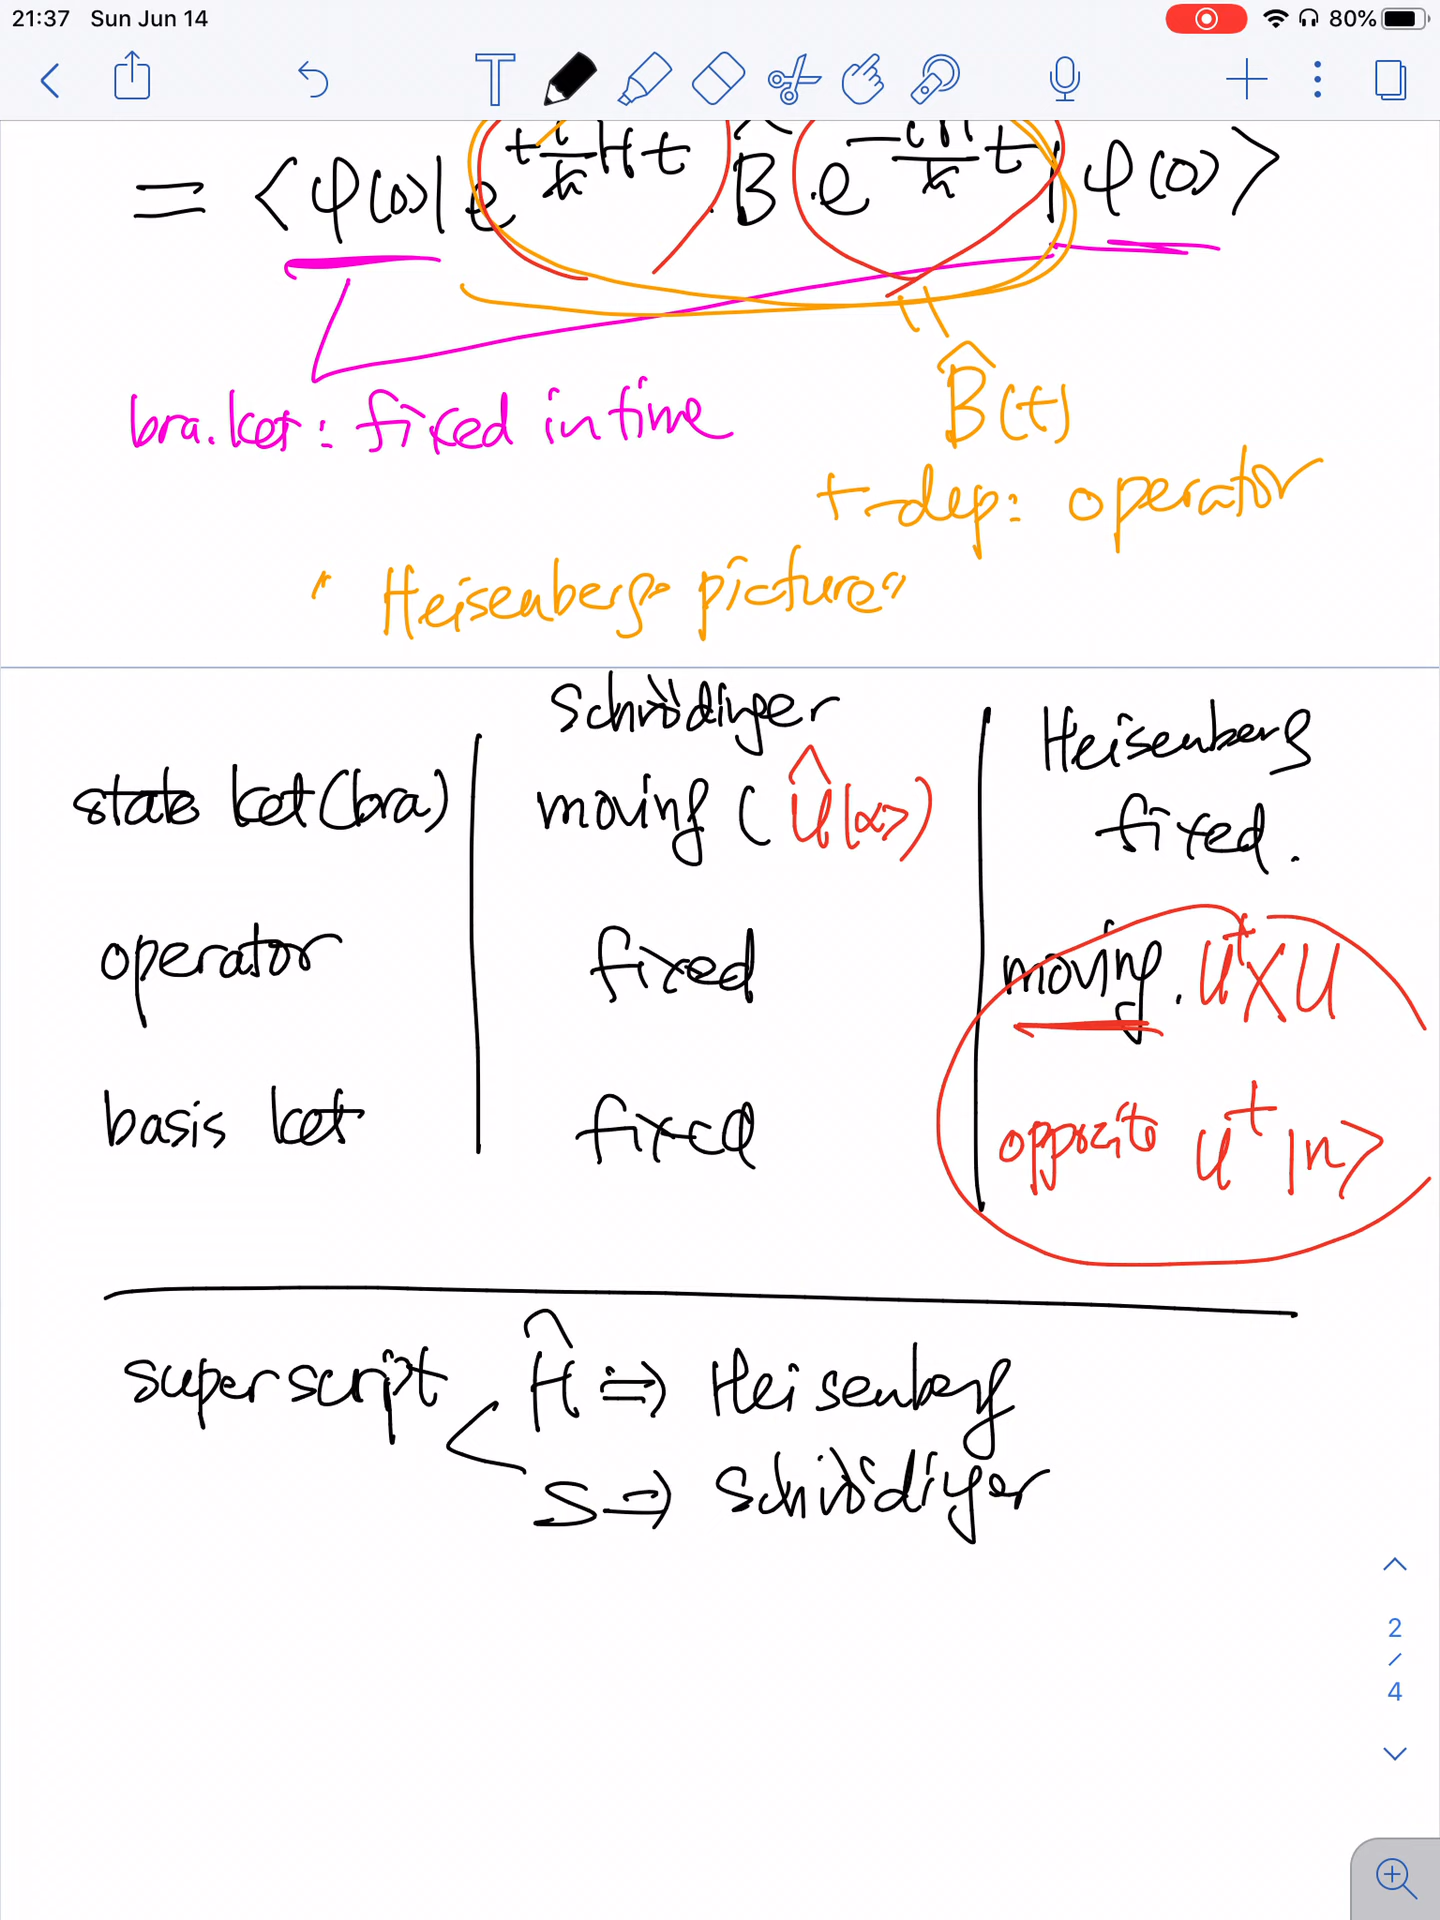 21:37 Sun Jun 14 80%
T
= <φ(0)| e^{+i/ħ Ht} · B̂ · e^{-iH/ħ t} |φ(0)>
bra.ket: fixed in time
B̂(t)
t-dep: operator
"Heisenberg picture"
Schrödinger
Heisenberg
state ket(bra) moving (Û|α>) fixed.
operator fixed moving. U†XU
basis ket fixed opposite U†|n>
superscript Ĥ ⇒ Heisenberg
S ⇒ Schrödinger
2
/
4